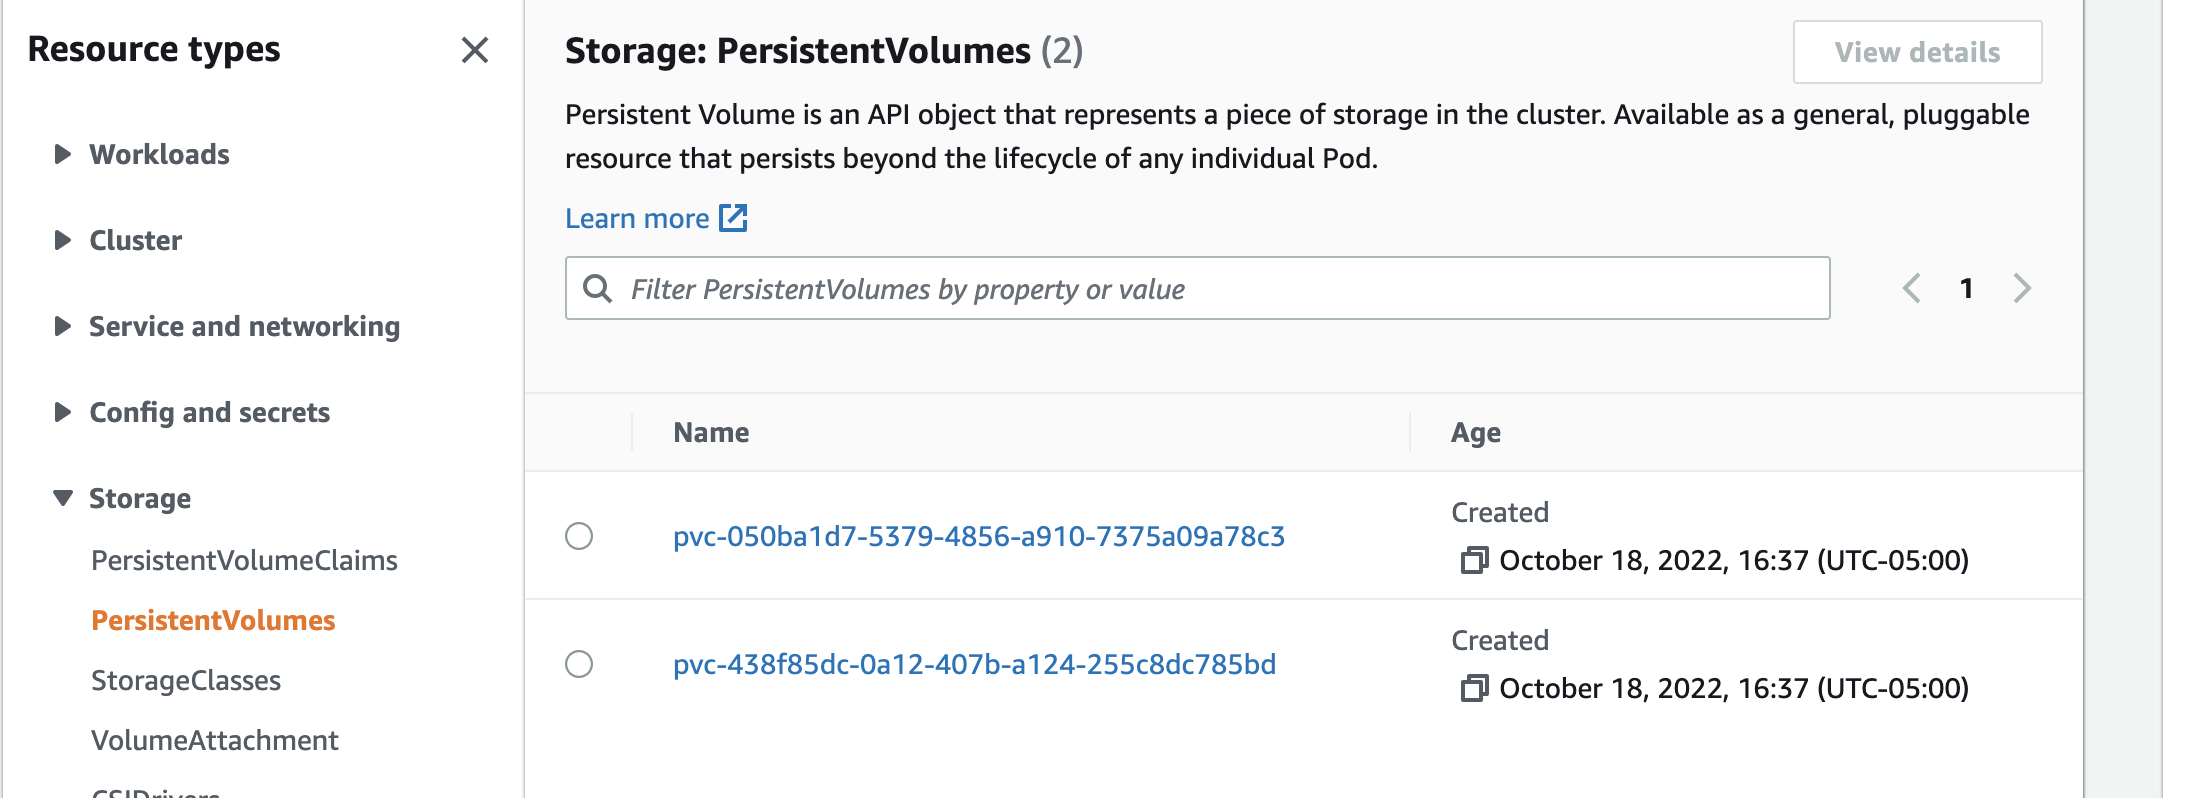 Resource types
Workloads
Cluster
Service and networking
Config and secrets
Storage
PersistentVolumeClaims
PersistentVolumes
StorageClasses
VolumeAttachment
CSIDrivers
Storage: PersistentVolumes (2)
View details
Persistent Volume is an API object that represents a piece of storage in the cluster. Available as a general, pluggable
resource that persists beyond the lifecycle of any individual Pod.
Learn more
Filter PersistentVolumes by property or value
1
Name Age
pvc-050ba1d7-5379-4856-a910-7375a09a78c3
Created
October 18, 2022, 16:37 (UTC-05:00)
pvc-438f85dc-0a12-407b-a124-255c8dc785bd
Created
October 18, 2022, 16:37 (UTC-05:00)